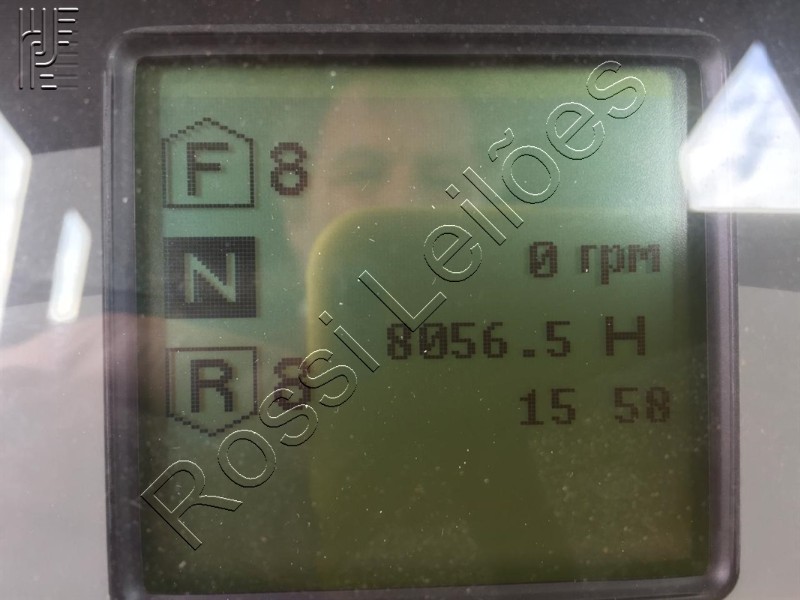 F 8
N
0 rpm
8056.5 H
R 8
15 58
Rossi Leilões